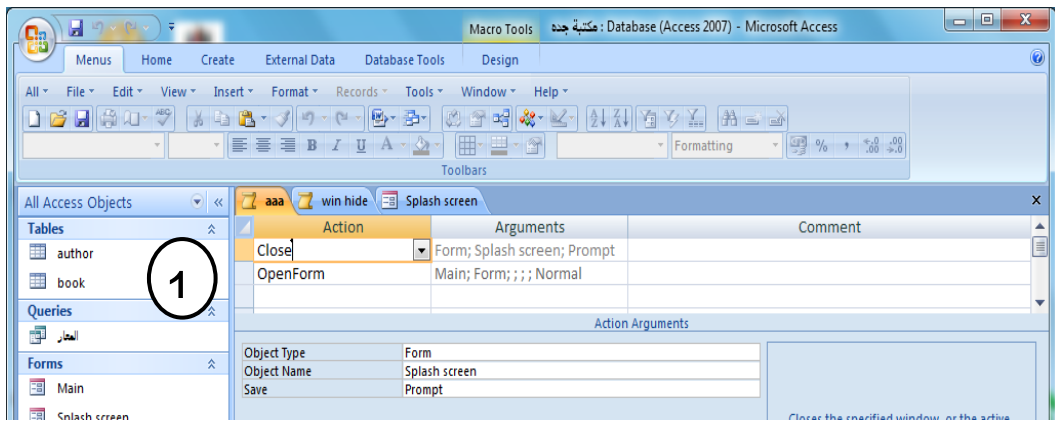 Macro Tools مكتبة جده : Database (Access 2007) - Microsoft Access
Menus Home Create External Data Database Tools Design
All File Edit View Insert Format Records Tools Window Help
Formatting
Toolbars
All Access Objects
aaa win hide Splash screen
Tables
author
book
1
Queries
المعار
Forms
Main
Splash screen
Action Arguments Comment
Close Form; Splash screen; Prompt
OpenForm Main; Form; ; ; ; Normal
Action Arguments
Object Type Form
Object Name Splash screen
Save Prompt
Closes the specified window, or the active